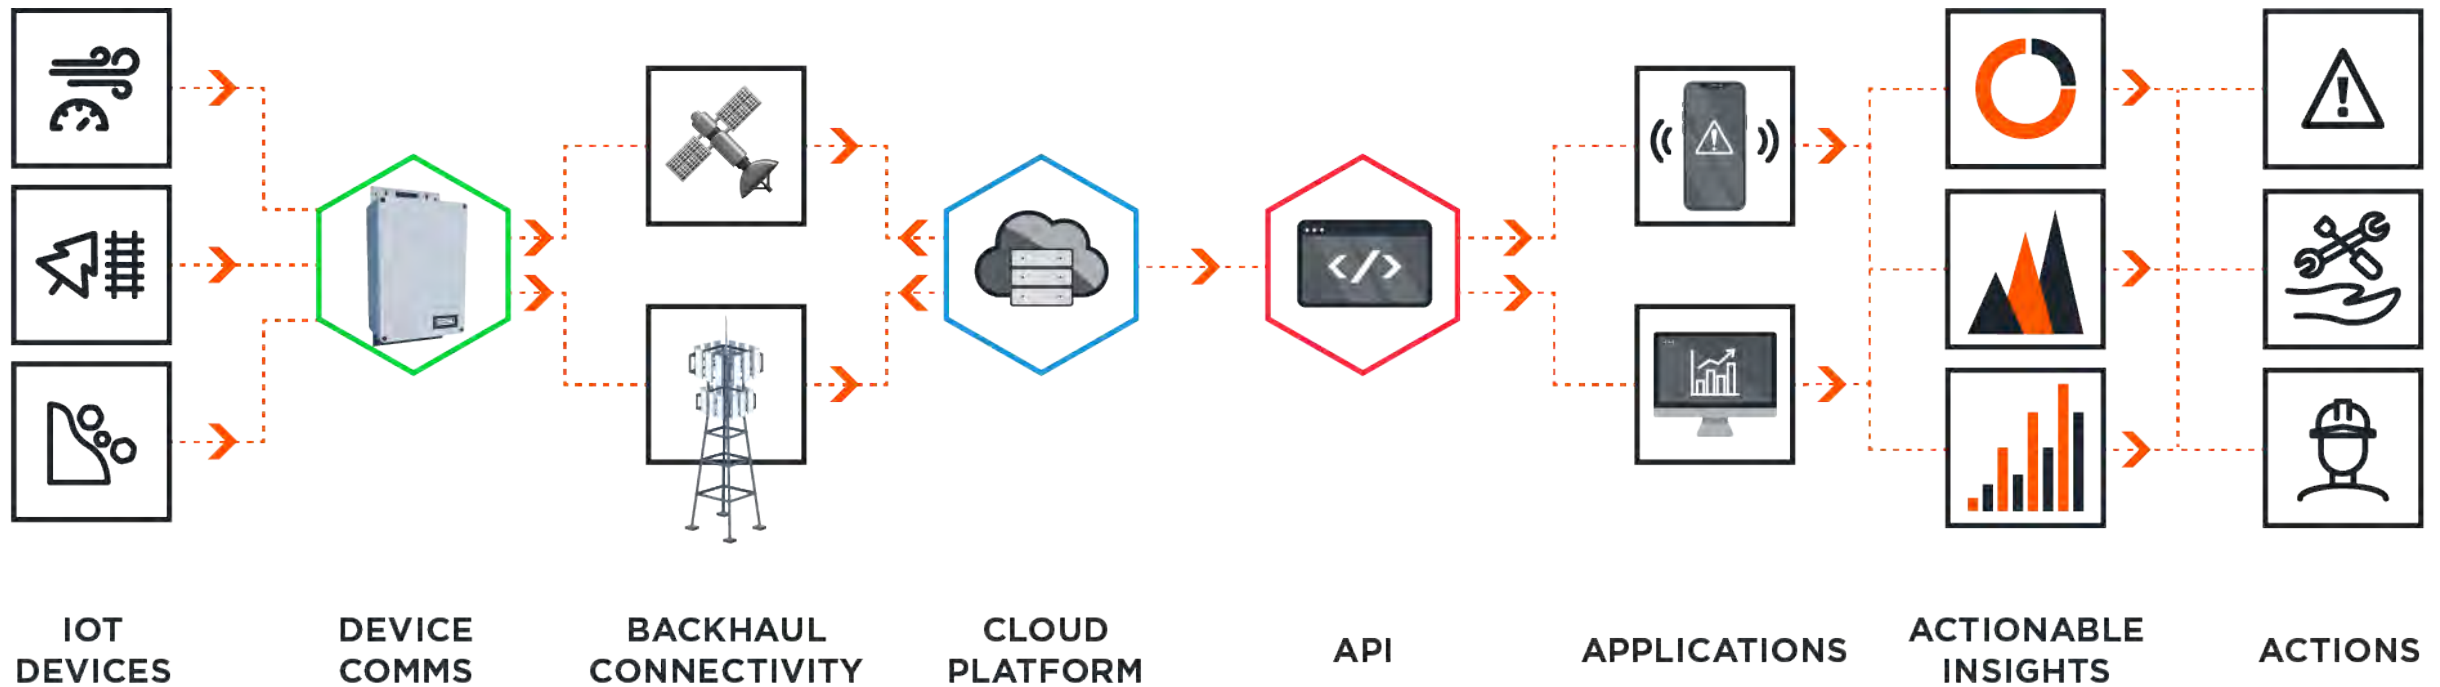 IOT
DEVICES
DEVICE
COMMS
BACKHAUL
CONNECTIVITY
CLOUD
PLATFORM
API
APPLICATIONS
ACTIONABLE
INSIGHTS
ACTIONS